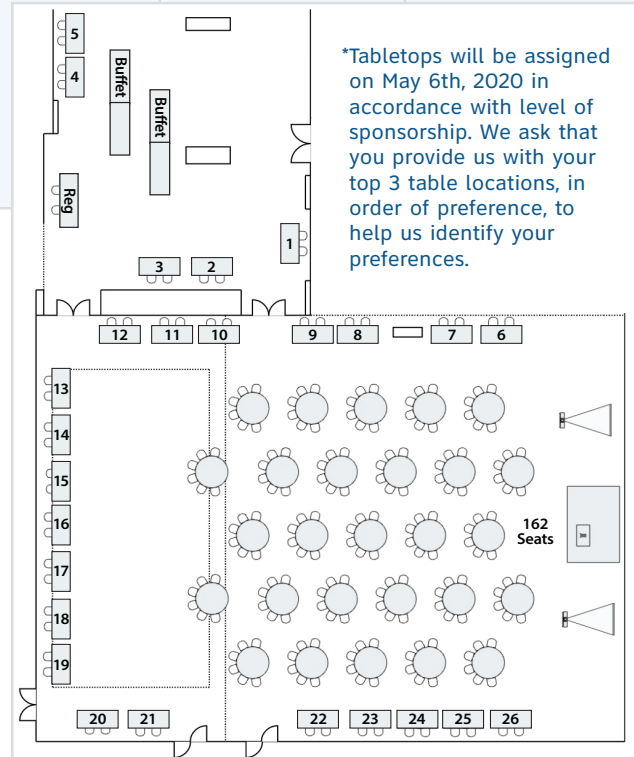 5
4
Buffet
Buffet
Reg
*Tabletops will be assigned
on May 6th, 2020 in
accordance with level of
sponsorship. We ask that
you provide us with your
top 3 table locations, in
order of preference, to
help us identify your
preferences.
1
3
2
12
11
10
9
8
7
6
13
14
15
16
17
18
19
162
Seats
20
21
22
23
24
25
26